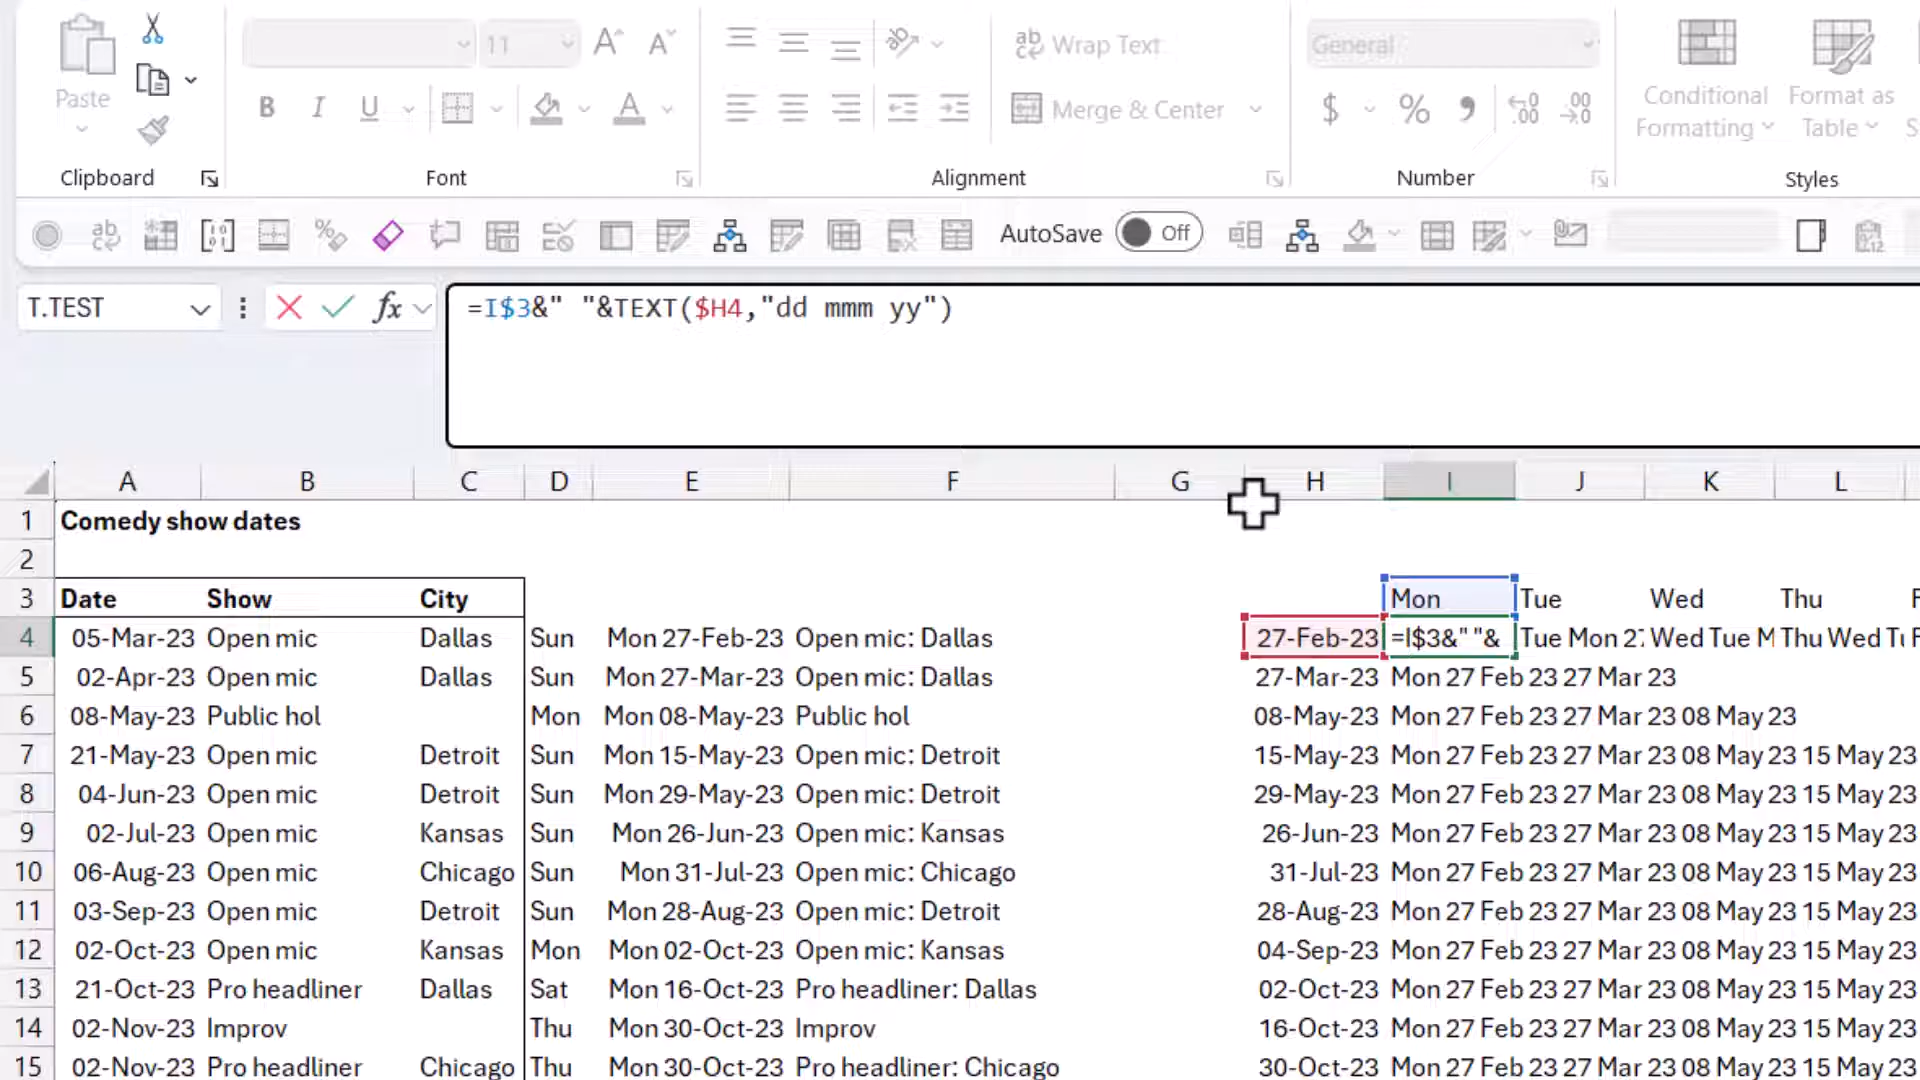 11 Wrap Text General
Paste B I U Merge & Center $ % Conditional Formatting Format as Table
Clipboard Font Alignment Number Styles
AutoSave Off
T.TEST fx =I$3&" "&TEXT($H4,"dd mmm yy")
A B C D E F G H I J K L
1 Comedy show dates
2
3 Date Show City Mon Tue Wed Thu
4 05-Mar-23 Open mic Dallas Sun Mon 27-Feb-23 Open mic: Dallas 27-Feb-23 =I$3&" "& Tue Mon 27 Wed Tue M Thu Wed Tu
5 02-Apr-23 Open mic Dallas Sun Mon 27-Mar-23 Open mic: Dallas 27-Mar-23 Mon 27 Feb 23 27 Mar 23
6 08-May-23 Public hol Mon Mon 08-May-23 Public hol 08-May-23 Mon 27 Feb 23 27 Mar 23 08 May 23
7 21-May-23 Open mic Detroit Sun Mon 15-May-23 Open mic: Detroit 15-May-23 Mon 27 Feb 23 27 Mar 23 08 May 23 15 May 23
8 04-Jun-23 Open mic Detroit Sun Mon 29-May-23 Open mic: Detroit 29-May-23 Mon 27 Feb 23 27 Mar 23 08 May 23 15 May 23
9 02-Jul-23 Open mic Kansas Sun Mon 26-Jun-23 Open mic: Kansas 26-Jun-23 Mon 27 Feb 23 27 Mar 23 08 May 23 15 May 23
10 06-Aug-23 Open mic Chicago Sun Mon 31-Jul-23 Open mic: Chicago 31-Jul-23 Mon 27 Feb 23 27 Mar 23 08 May 23 15 May 23
11 03-Sep-23 Open mic Detroit Sun Mon 28-Aug-23 Open mic: Detroit 28-Aug-23 Mon 27 Feb 23 27 Mar 23 08 May 23 15 May 23
12 02-Oct-23 Open mic Kansas Mon Mon 02-Oct-23 Open mic: Kansas 04-Sep-23 Mon 27 Feb 23 27 Mar 23 08 May 23 15 May 23
13 21-Oct-23 Pro headliner Dallas Sat Mon 16-Oct-23 Pro headliner: Dallas 02-Oct-23 Mon 27 Feb 23 27 Mar 23 08 May 23 15 May 23
14 02-Nov-23 Improv Thu Mon 30-Oct-23 Improv 16-Oct-23 Mon 27 Feb 23 27 Mar 23 08 May 23 15 May 23
15 02-Nov-23 Pro headliner Chicago Thu Mon 30-Oct-23 Pro headliner: Chicago 30-Oct-23 Mon 27 Feb 23 27 Mar 23 08 May 23 15 May 23